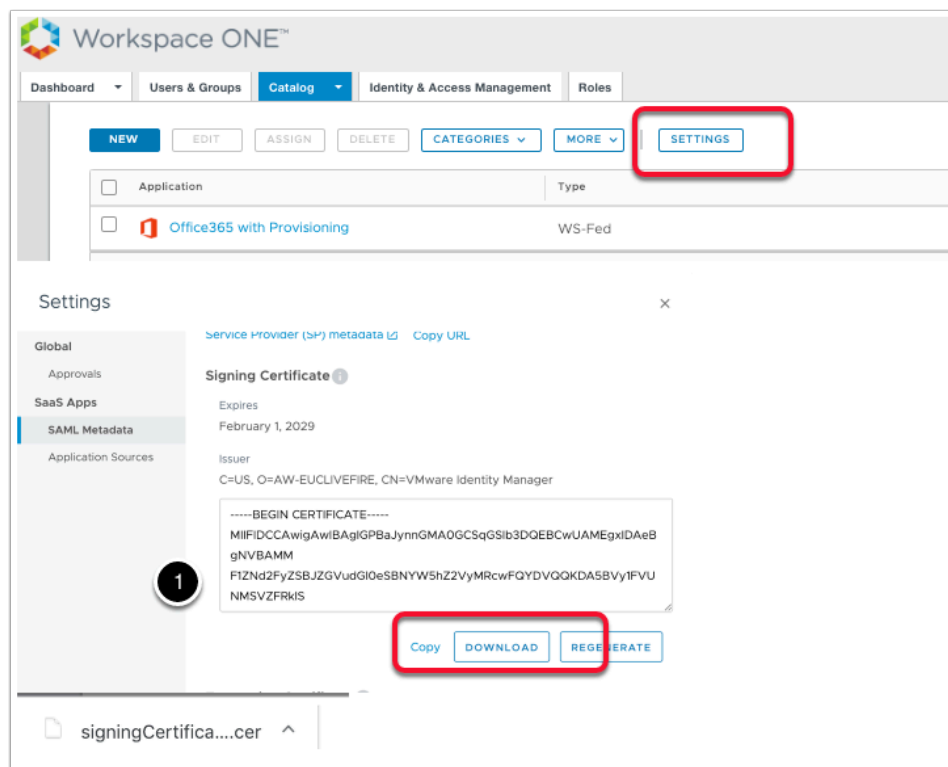 Workspace ONE™
Dashboard Users & Groups Catalog Identity & Access Management Roles
NEW EDIT ASSIGN DELETE CATEGORIES MORE SETTINGS
Application Type
Office365 with Provisioning WS-Fed
Settings ×
Service Provider (SP) metadata Copy URL
Global
Approvals
SaaS Apps
SAML Metadata
Application Sources
Signing Certificate
Expires
February 1, 2029
Issuer
C=US, O=AW-EUCLIVEFIRE, CN=VMware Identity Manager
-----BEGIN CERTIFICATE-----
MIIFIDCCAwigAwIBAgIGPBaJynnGMA0GCSqGSIb3DQEBCwUAMEgxIDAeB
gNVBAMM
F1ZNd2FyZSBJZGVudGl0eSBNYW5hZ2VyMRcwFQYDVQQKDA5BVy1FVU
NMSVZFRklS
1
Copy DOWNLOAD REGENERATE
signingCertifica....cer